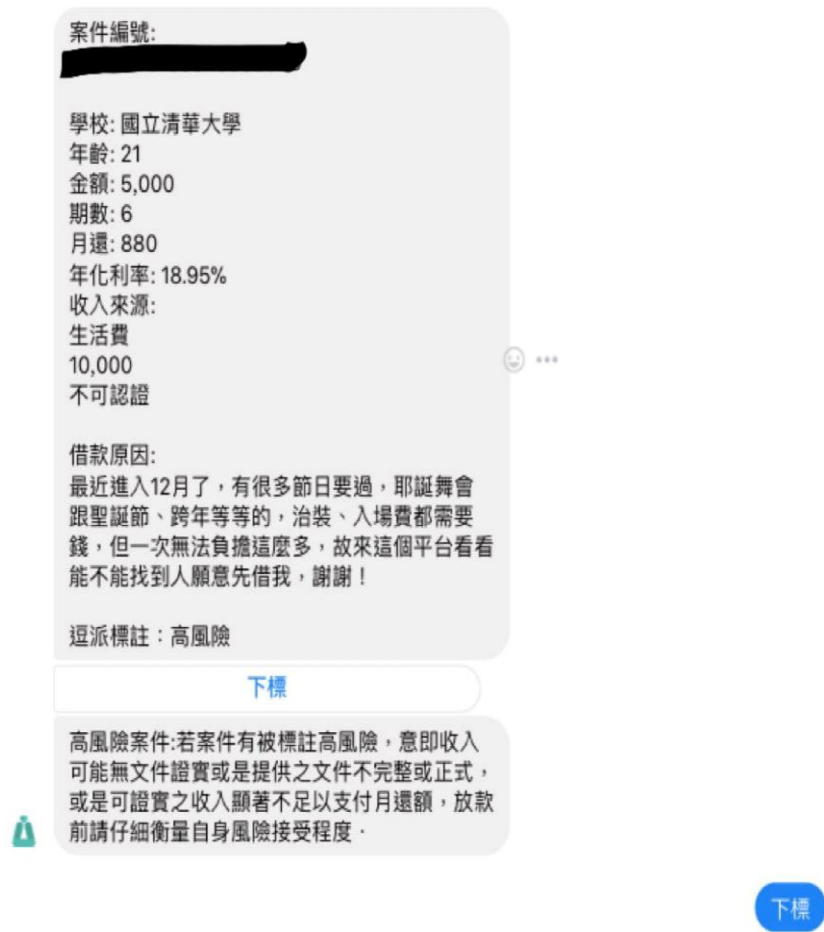 案件編號:
學校: 國立清華大學
年齡: 21
金額: 5,000
期數: 6
月還: 880
年化利率: 18.95%
收入來源:
生活費
10,000
不可認證
借款原因:
最近進入12月了，有很多節日要過，耶誕舞會
跟聖誕節、跨年等等的，治裝、入場費都需要
錢，但一次無法負擔這麼多，故來這個平台看看
能不能找到人願意先借我，謝謝！
逗派標註：高風險
下標
高風險案件:若案件有被標註高風險，意即收入
可能無文件證實或是提供之文件不完整或正式，
或是可證實之收入顯著不足以支付月還額，放款
前請仔細衡量自身風險接受程度．
下標